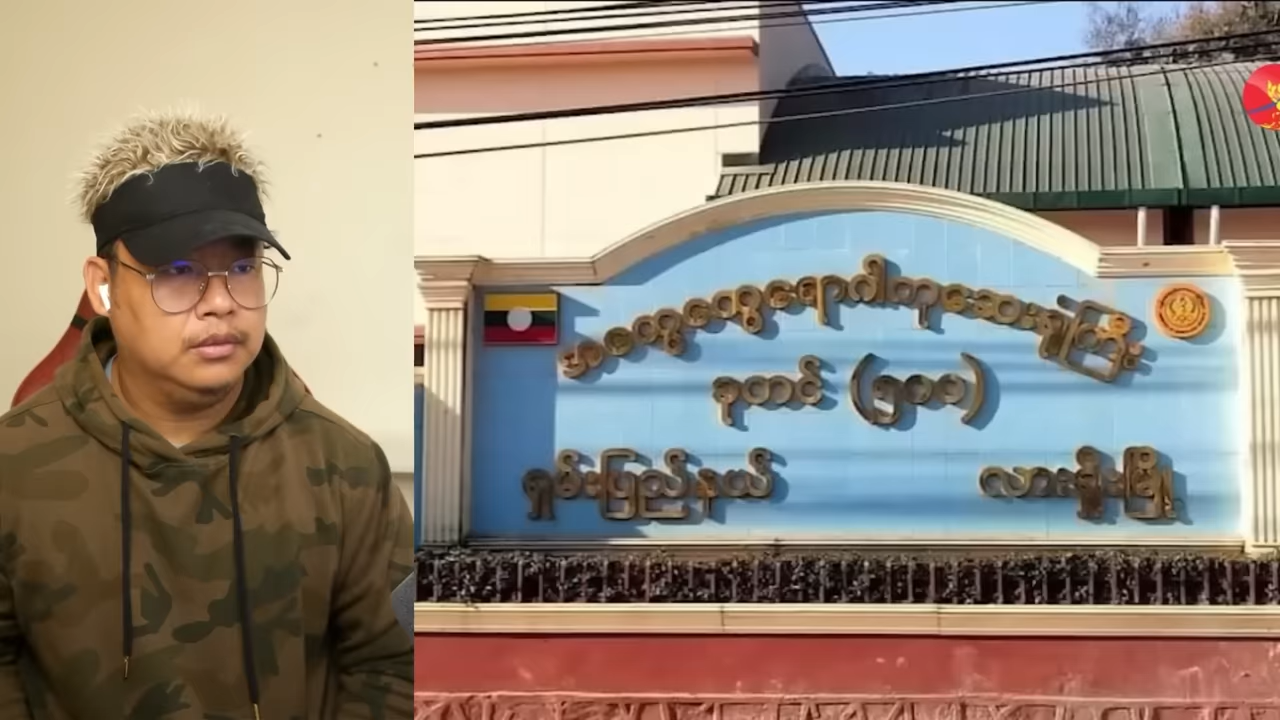 အထွေထွေရောဂါကုဆေးရုံကြီး
ခုတင် (၅၀၀)
ရှမ်းပြည်နယ် လားရှိုးမြို့